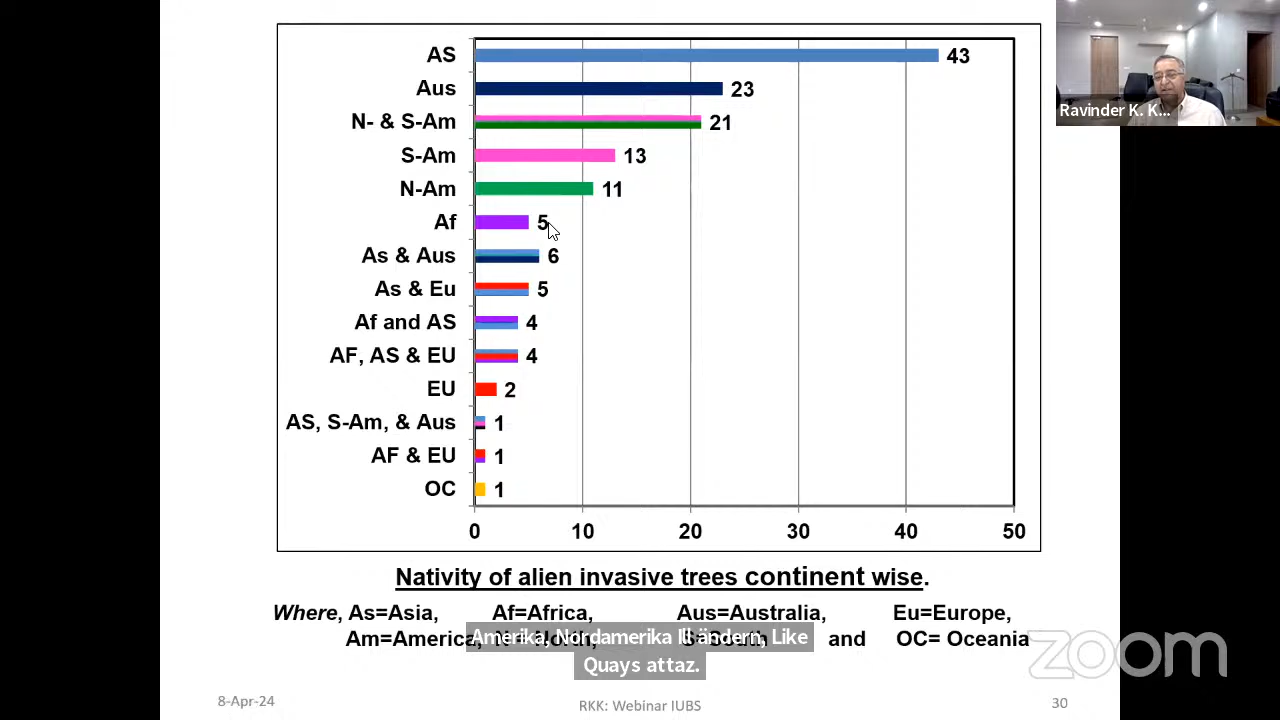 AS 43
Aus 23
N- & S-Am 21
S-Am 13
N-Am 11
Af 5
As & Aus 6
As & Eu 5
Af and AS 4
AF, AS & EU 4
EU 2
AS, S-Am, & Aus 1
AF & EU 1
OC 1
0 10 20 30 40 50
Ravinder K. K...
Nativity of alien invasive trees continent wise.
Where, As=Asia, Af=Africa, Aus=Australia, Eu=Europe,
Am=America, and OC= Oceania
Amerika, Nordamerika Ill ändern, Like
Quays attaz.
zoom
8-Apr-24 RKK: Webinar IUBS 30